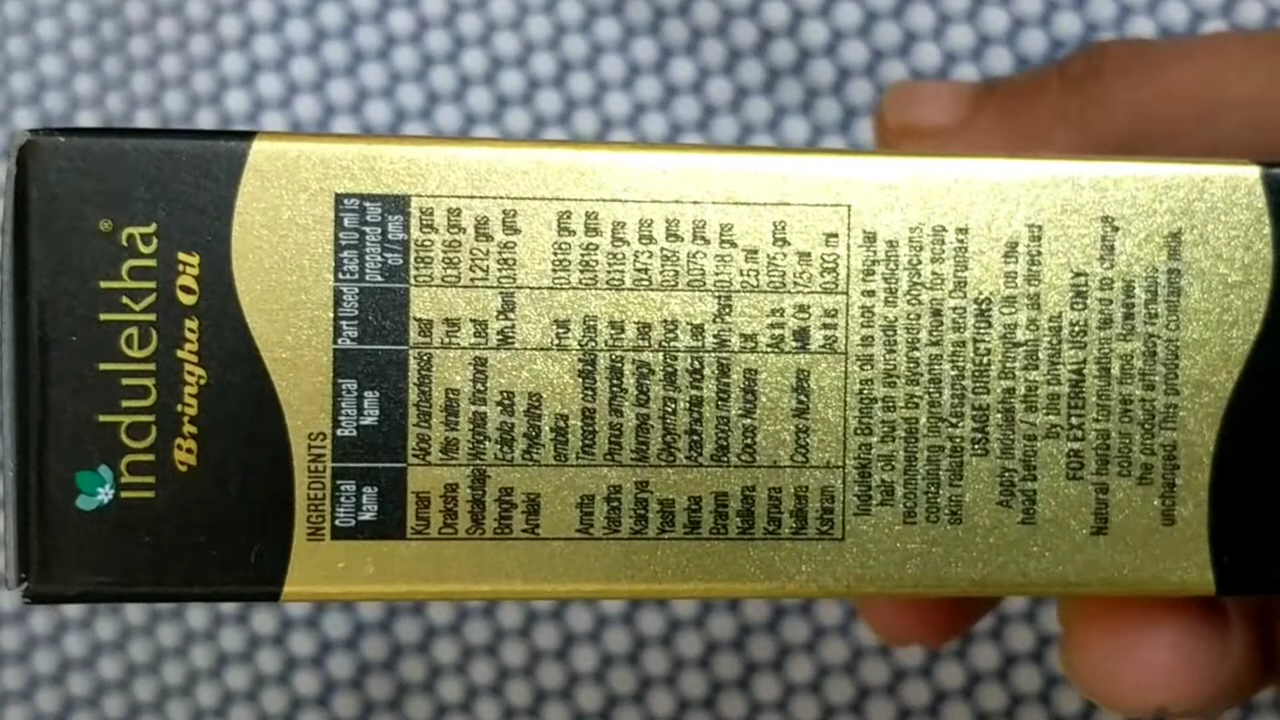 indulekha®
Bringha Oil
INGREDIENTS
Official Name Botanical Name Part Used Each 10 ml is prepared out of / gms
Kumari Aloe barbadensis Leaf 0.1816 gms
Draksha Vitis vinifera Fruit 0.1816 gms
Svetakutaja Wrightia tinctoria Leaf 1.212 gms
Bringha Eclipta alba Wh. Plant 0.1816 gms
Amlaki Phyllanthos
emblica Fruit 0.1816 gms
Amrita Tinospora cordifolia Stem 0.1816 gms
Vatadha Prunus amygdalus Fruit 0.18 gms
Kaidarya Murraya koenigii Leaf 0.473 gms
Yashti Glycyrrhiza glabra Root 0.0187 gms
Nimba Azadirachta indica Leaf 0.075 gms
Brahmi Bacopa monnieri Wh. Plant 0.118 gms
Nalikera Cocos nucifera Oil 2.5 ml
Karpura - As it is 0.075 gms
Nalikera Cocos nucifera Milk Oil 7.5 ml
Kshiram As it is 0.303 ml
Indulekha Bringha oil is not a regular
hair oil, but an ayurvedic medicine,
recommended by ayurvedic physicians,
containing ingredients known for scalp
skin related Kesapaatha and Darunaka.
USAGE DIRECTIONS:
Apply Indulekha Bringha Oil on the
head before / after bath or as directed
by the physician.
FOR EXTERNAL USE ONLY
Natural herbal formulation tend to change
colour over time. However
the product efficacy remains
unchanged. This product contains milk.